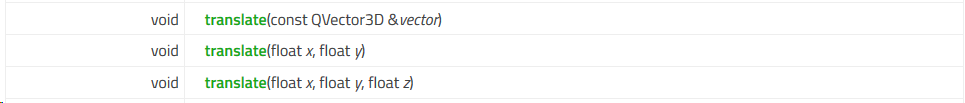 void translate(const QVector3D &vector)
void translate(float x, float y)
void translate(float x, float y, float z)